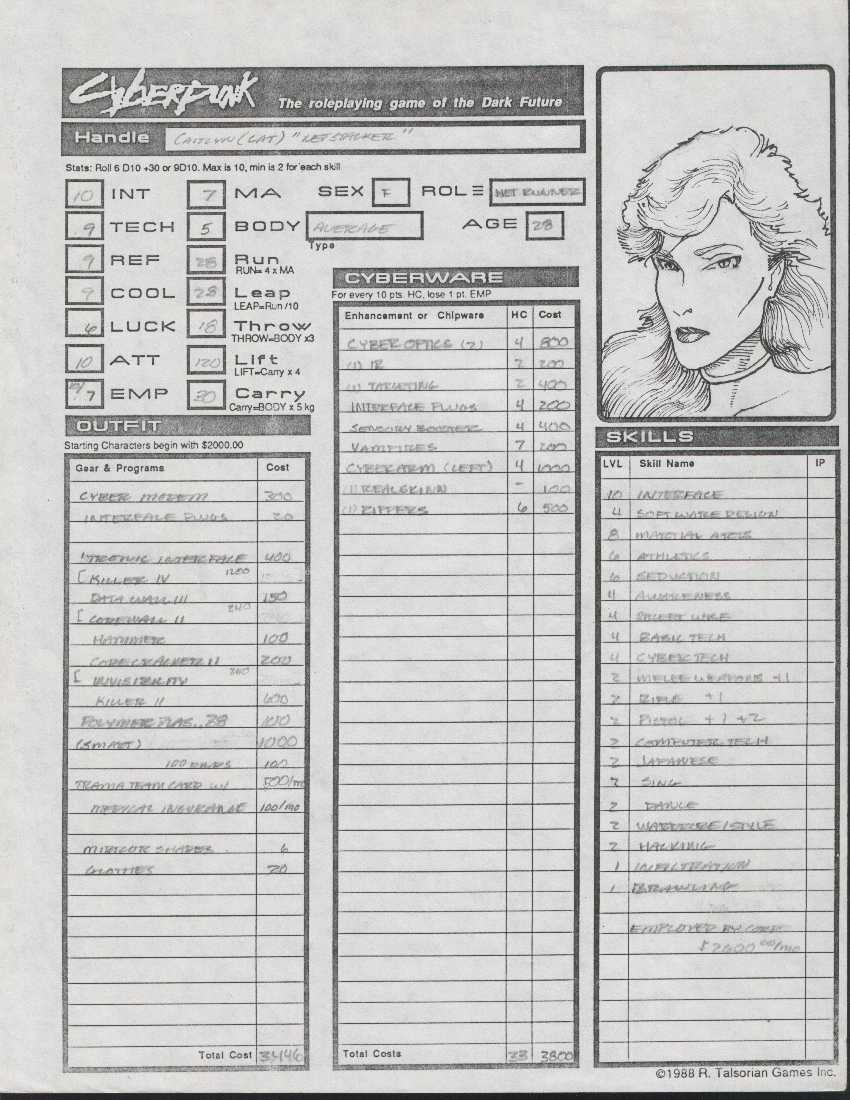 CYBERPUNK
The roleplaying game of the Dark Future
Handle CAITLYN (CAT) "NETSTALKER"
Stats: Roll 6 D10 +30 or 9D10. Max is 10, min is 2 for each skill
10 INT 7 MA SEX F ROLE NET RUNNER
9 TECH 5 BODY AVERAGE AGE 28
Type
9 REF 28 Run
RUN= 4 x MA
9 COOL 28 Leap
LEAP=Run /10
6 LUCK 18 Throw
THROW=BODY x3
10 ATT 120 Lift
LIFT=Carry x 4
10/7 EMP 30 Carry
Carry=BODY x 5 kg
CYBERWARE
For every 10 pts. HC, lose 1 pt. EMP
Enhancement or Chipware HC Cost
CYBER OPTICS (2) 4 800
(1) IR 2 200
(1) TARGETING 2 400
INTERFACE PLUGS 4 200
SENSORY BOOSTER 4 400
VAMPIRES 7 200
CYBERARM (LEFT) 4 1000
(1) REALSKINN - 100
(1) RIPPERS 6 500
Total Costs 33 3800
OUTFIT
Starting Characters begin with $2000.00
Gear & Programs Cost
CYBER MODEM 300
INTERFACE PLUGS 20
'TRONIC INTERFACE 400
[ KILLER IV 1200
DATA WALL III 150
[ CODEWALL II 240
HAMMER 100
CODECRACKER II 200
[ INVISIBILITY
KILLER II 600
POLYMER PLAS. .38 100
(SMART) 1000
100 RNDS 100
TRAMA TEAM CARD W/ 500/mo
MEDICAL INSURANCE 100/mo
MIRROR SHADES 6
CLOTHES 20
Total Cost 3446
SKILLS
LVL Skill Name IP
10 INTERFACE
4 SOFTWARE DESIGN
8 MARTIAL ARTS
6 ATHLETICS
6 SEDUCTION
4 AWARENESS
4 STREET WISE
4 BASIC TECH
4 CYBER TECH
2 MELEE WEAPONS +1
2 RIFLE +1
2 PISTOL +1 +2
2 COMPUTER TECH
2 JAPANESE
2 SING
2 DANCE
2 WARDROBE/STYLE
2 HACKING
1 INFILTRATION
1 BRAWLING
EMPLOYED BY CORP.
$2600 00/mo
©1988 R. Talsorian Games Inc.